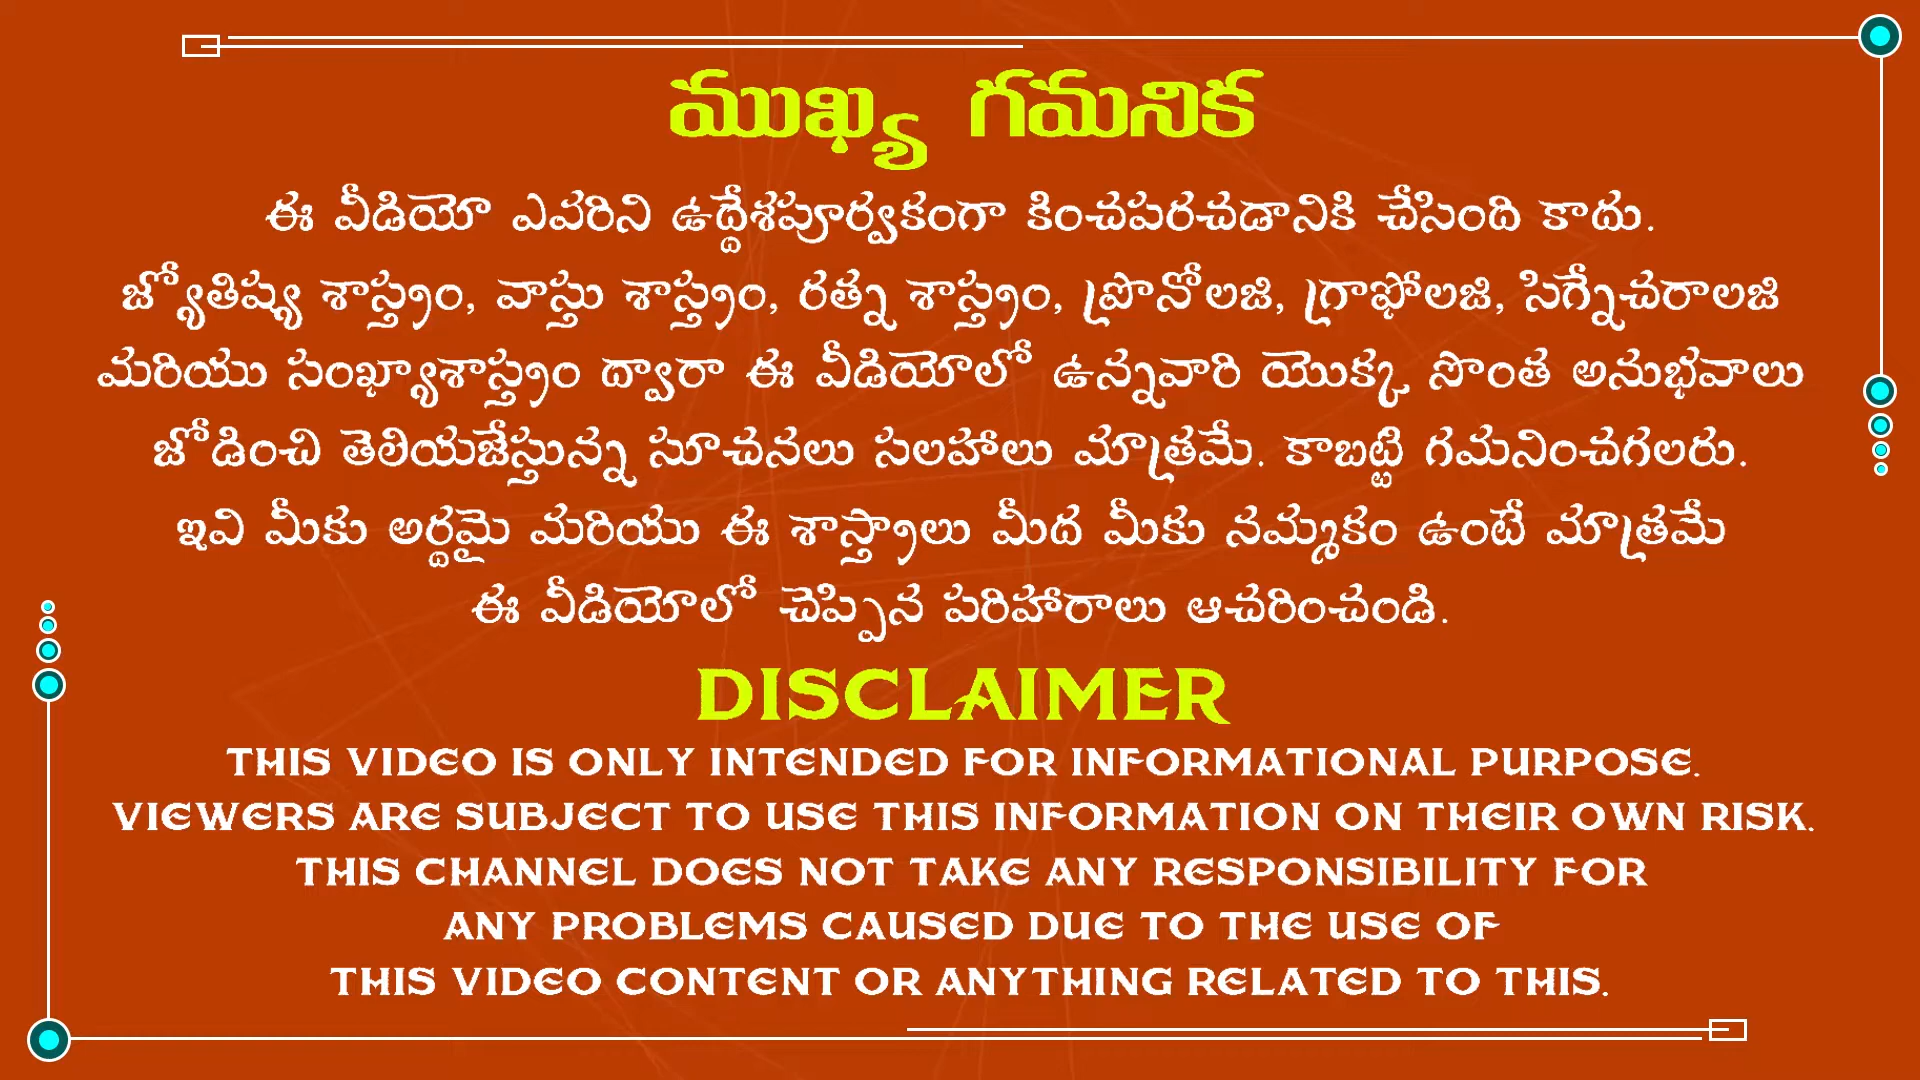 ముఖ్య గమనిక
ఈ వీడియో ఎవరిని ఉద్దేశపూర్వకంగా కించపరచడానికి చేసింది కాదు.
జ్యోతిష్య శాస్త్రం, వాస్తు శాస్త్రం, రత్న శాస్త్రం, ప్రొనోలజి, గ్రాఫోలజి, సిగ్నేచరాలజి
మరియు సంఖ్యాశాస్త్రం ద్వారా ఈ వీడియోలో ఉన్నవారి యొక్క సొంత అనుభవాలు
జోడించి తెలియజేస్తున్న సూచనలు సలహాలు మాత్రమే. కాబట్టి గమనించగలరు.
ఇవి మీకు అర్థమై మరియు ఈ శాస్త్రాలు మీద మీకు నమ్మకం ఉంటే మాత్రమే
ఈ వీడియోలో చెప్పిన పరిహారాలు ఆచరించండి.
DISCLAIMER
THIS VIDEO IS ONLY INTENDED FOR INFORMATIONAL PURPOSE.
VIEWERS ARE SUBJECT TO USE THIS INFORMATION ON THEIR OWN RISK.
THIS CHANNEL DOES NOT TAKE ANY RESPONSIBILITY FOR
ANY PROBLEMS CAUSED DUE TO THE USE OF
THIS VIDEO CONTENT OR ANYTHING RELATED TO THIS.